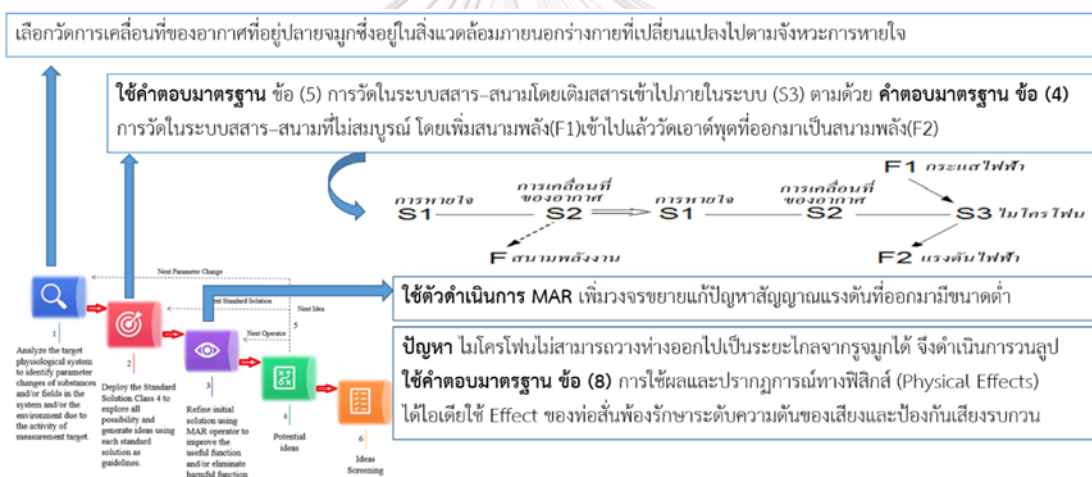 เลือกวัดการเคลื่อนที่ของอากาศที่อยู่ปลายจมูกซึ่งอยู่ในสิ่งแวดล้อมภายนอกร่างกายที่เปลี่ยนแปลงไปตามจังหวะการหายใจ
ใช้คำตอบมาตรฐาน ข้อ (5) การวัดในระบบสสาร–สนามโดยเติมสสารเข้าไปภายในระบบ (S3) ตามด้วย คำตอบมาตรฐาน ข้อ (4)
การวัดในระบบสสาร–สนามที่ไม่สมบูรณ์ โดยเพิ่มสนามพลัง(F1)เข้าไปแล้ววัดเอาต์พุตที่ออกมาเป็นสนามพลัง(F2)
F1 กระแสไฟฟ้า
การหายใจ
S1
การเคลื่อนที่
ของอากาศ
S2
การหายใจ
S1
การเคลื่อนที่
ของอากาศ
S2
S3 ไมโครโฟน
F สนามพลังงาน
F2 แรงดันไฟฟ้า
Next Parameter Change
ent Standard Solution
Next Idea
Next Operator
5
ใช้ตัวดำเนินการ MAR เพิ่มวงจรขยายแก้ปัญหาสัญญาณแรงดันที่ออกมามีขนาดต่ำ
ปัญหา ไมโครโฟนไม่สามารถวางห่างออกไปเป็นระยะไกลจากรูจมูกได้ จึงดำเนินการวนลูป
ใช้คำตอบมาตรฐาน ข้อ (8) การใช้ผลและปรากฏการณ์ทางฟิสิกส์ (Physical Effects)
ได้ไอเดียใช้ Effect ของท่อสั่นพ้องรักษาระดับความดันของเสียงและป้องกันเสียงรบกวน
1
Analyze the target
physiological system
to identify parameter
changes of substances
and/or fields in the
system and/or the
environment due to
the activity of
measurement target.
2
Deploy the Standard
Solution Class 4 to
explore all
possibility and
generate ideas using
each standard
solution as
guidelines.
3
Refine initial
solution using
MAR operator to
improve the
useful function
and/or eliminate
harmful function
4
Potential
ideas
6
Ideas
Screening